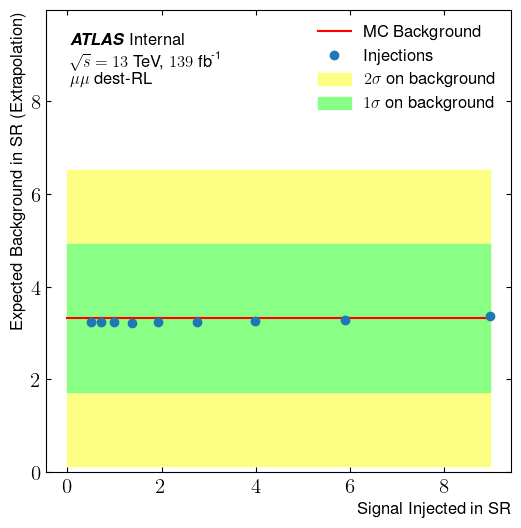 ATLAS Internal
√s = 13 TeV, 139 fb⁻¹
μμ dest-RL
MC Background
Injections
2σ on background
1σ on background
Expected Background in SR (Extrapolation)
8
6
4
2
0
0 2 4 6 8
Signal Injected in SR